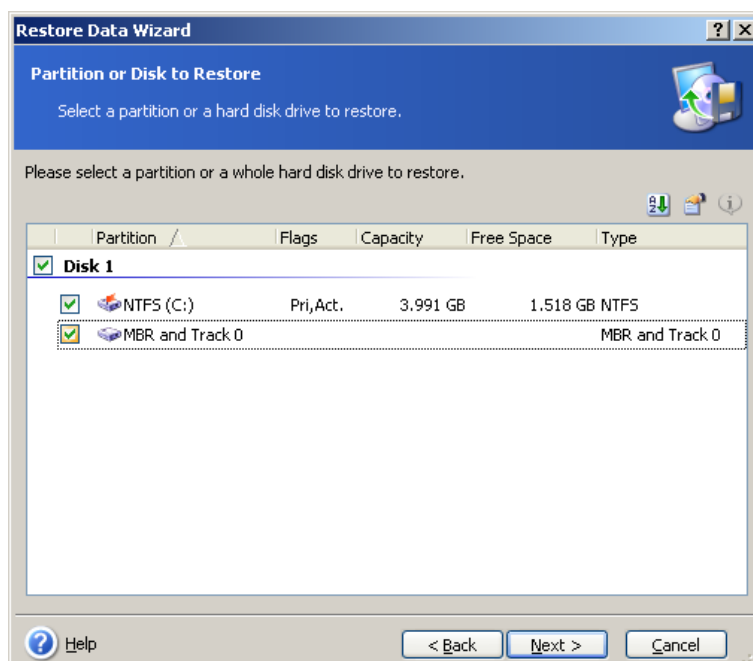 Restore Data Wizard
Partition or Disk to Restore
Select a partition or a hard disk drive to restore.
Please select a partition or a whole hard disk drive to restore.
Partition Flags Capacity Free Space Type
Disk 1
NTFS (C:) Pri,Act. 3.991 GB 1.518 GB NTFS
MBR and Track 0 MBR and Track 0
Help < Back Next > Cancel